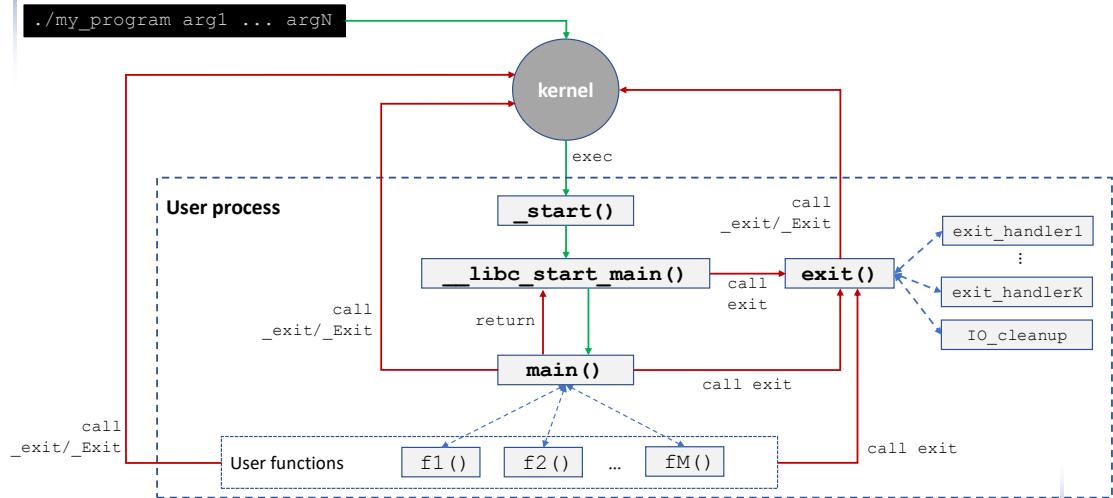 ./my_program arg1 ... argN
kernel
exec
User process
_start()
call
_exit/_Exit
exit_handler1
⋮
__libc_start_main()
call
exit
exit()
exit_handlerK
call
_exit/_Exit
return
IO_cleanup
main()
call exit
call
_exit/_Exit
User functions
f1()
f2()
...
fM()
call exit